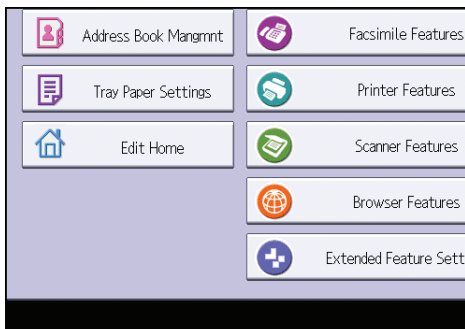 Address Book Mangmnt
Tray Paper Settings
Edit Home
Facsimile Features
Printer Features
Scanner Features
Browser Features
Extended Feature Sett